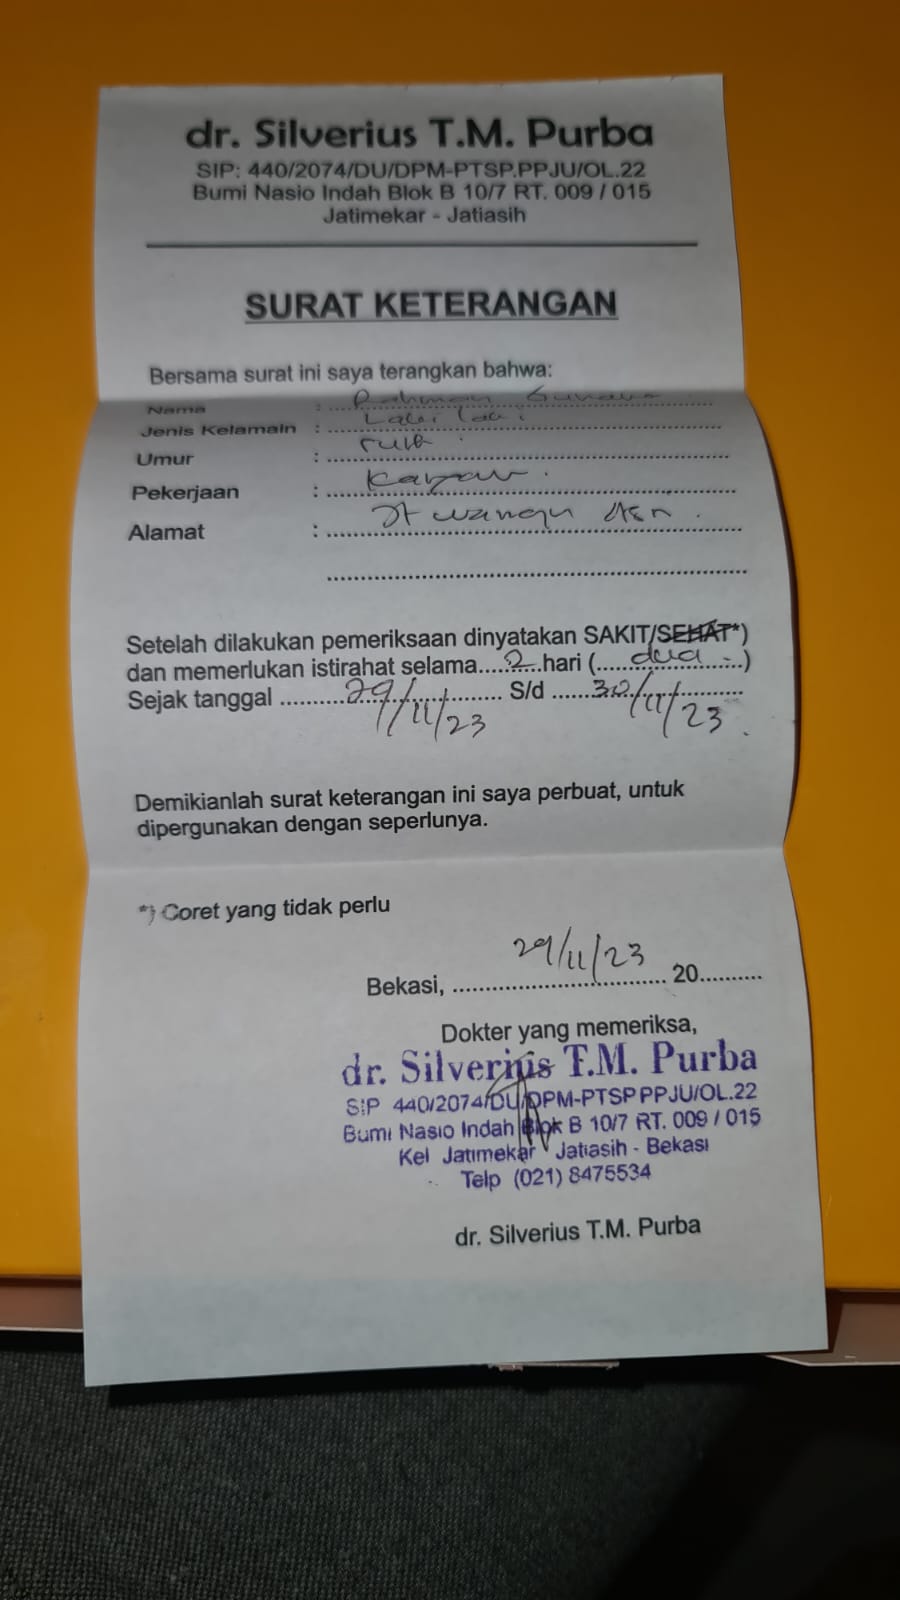 dr. Silverius T.M. Purba
SIP: 440/2074/DU/DPM-PTSP.PPJU/OL.22
Bumi Nasio Indah Blok B 10/7 RT. 009 / 015
Jatimekar - Jatiasih
SURAT KETERANGAN
Bersama surat ini saya terangkan bahwa:
Nama : Rahman
Jenis Kelamain : Laki laki
Umur :
Pekerjaan :
Alamat : Jt
Setelah dilakukan pemeriksaan dinyatakan SAKIT/SEHAT*)
dan memerlukan istirahat selama....2..hari (....dua....)
Sejak tanggal ....29/11/23.... S/d ....30/11/23....
Demikianlah surat keterangan ini saya perbuat, untuk
dipergunakan dengan seperlunya.
*) Coret yang tidak perlu
Bekasi, ....29/11/23.... 20..........
Dokter yang memeriksa,
dr. Silverius T.M. Purba
SIP 440/2074/DU/DPM-PTSP PPJU/OL.22
Bumi Nasio Indah Blok B 10/7 RT. 009 / 015
Kel Jatimekar Jatiasih - Bekasi
Telp (021) 8475534
dr. Silverius T.M. Purba